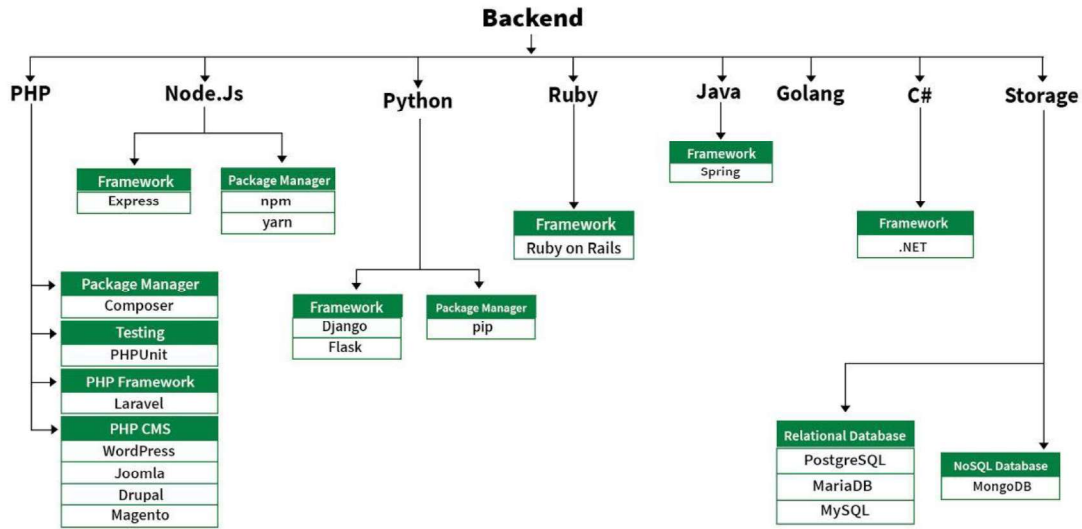 Backend
PHP
Node.Js
Python
Ruby
Java
Golang
C#
Storage
Framework
Express
Package Manager
npm
yarn
Framework
Spring
Framework
Ruby on Rails
Framework
.NET
Package Manager
Composer
Testing
PHPUnit
PHP Framework
Laravel
PHP CMS
WordPress
Joomla
Drupal
Magento
Framework
Django
Flask
Package Manager
pip
Relational Database
PostgreSQL
MariaDB
MySQL
NoSQL Database
MongoDB